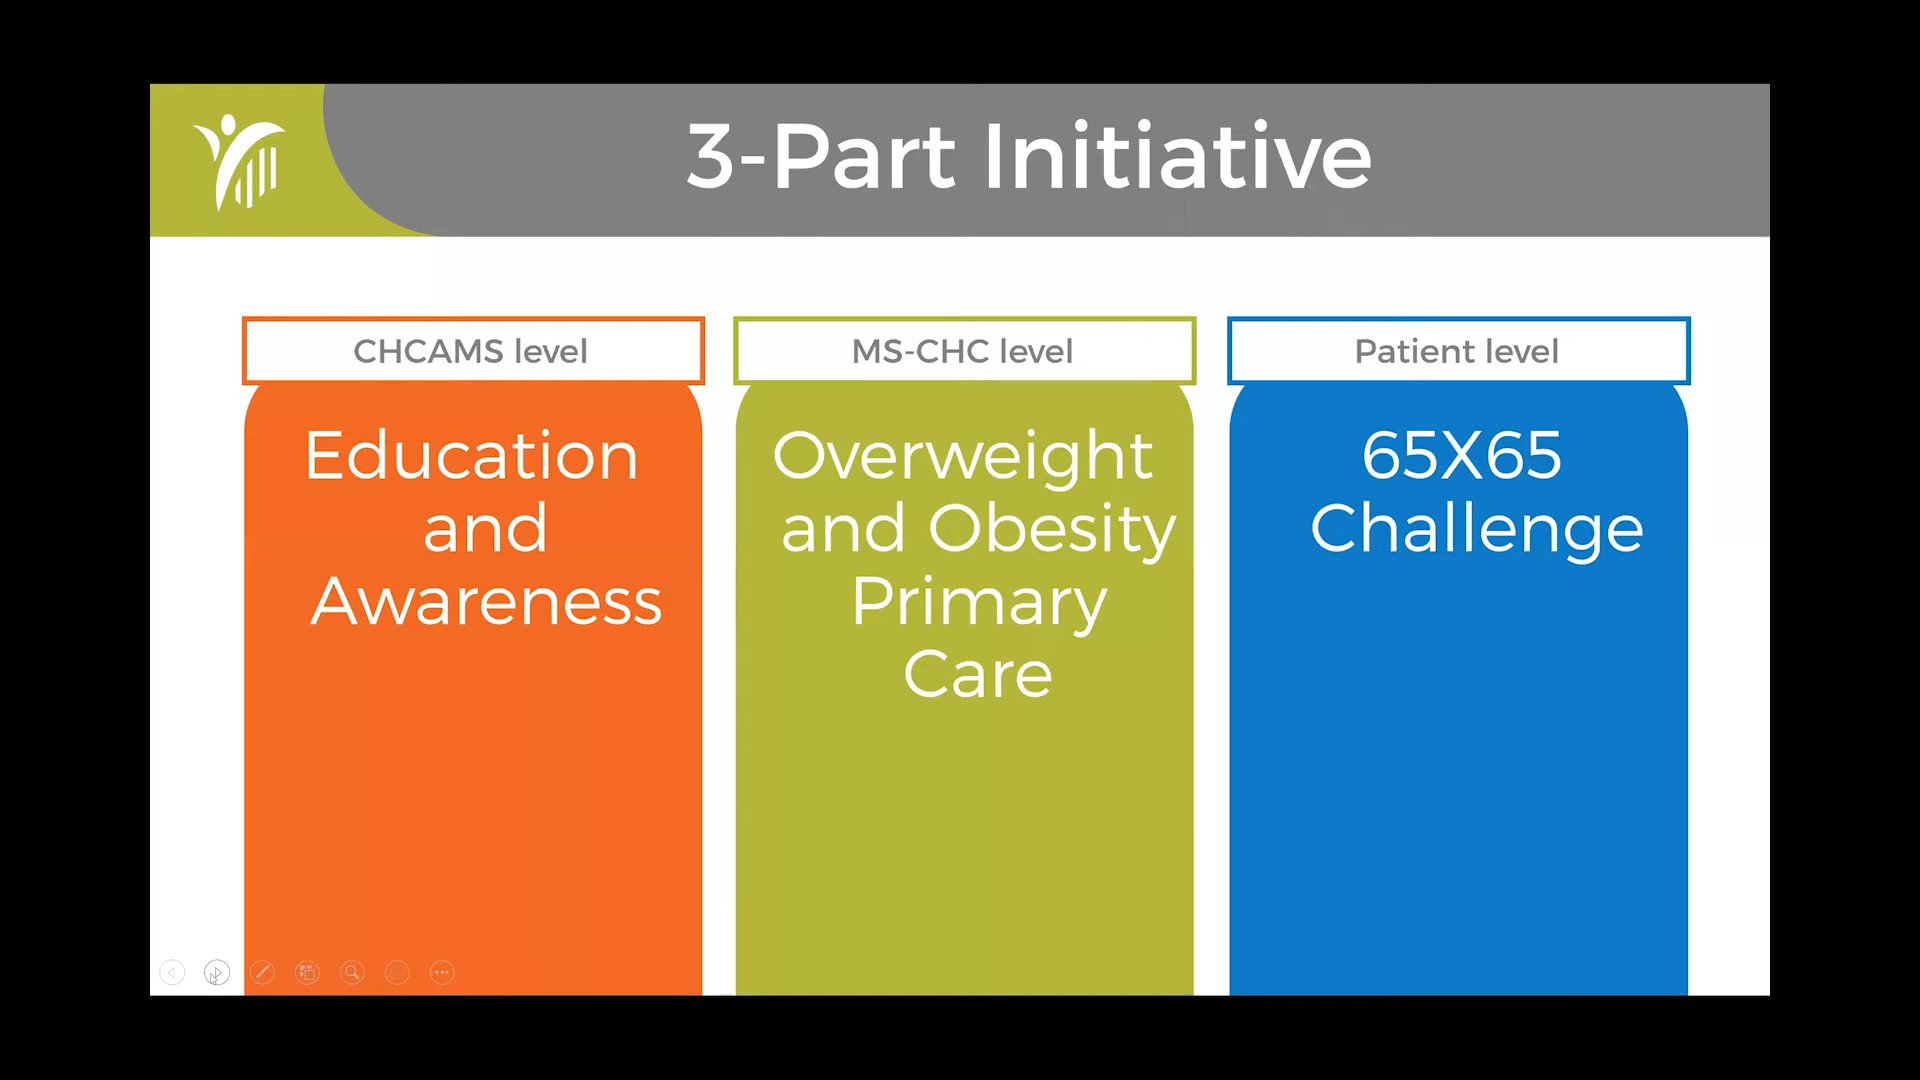 3-Part Initiative
CHCAMS level
Education
and
Awareness
MS-CHC level
Overweight
and Obesity
Primary
Care
Patient level
65X65
Challenge